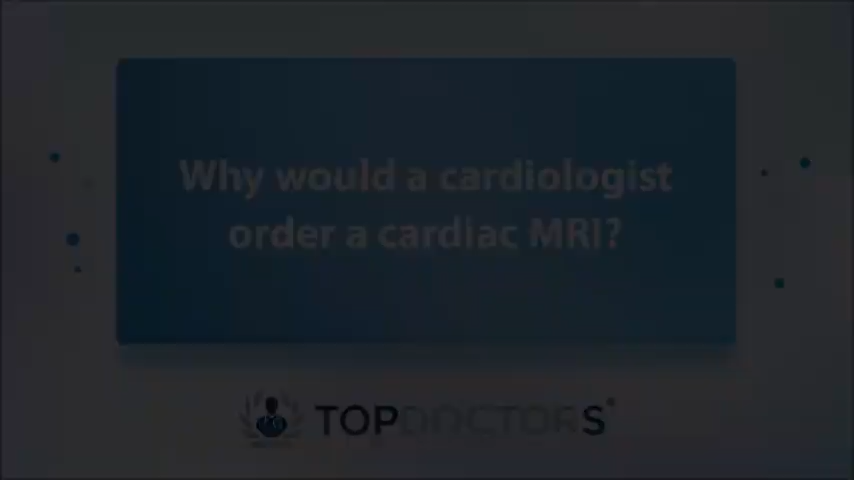 Why would a cardiologist
order a cardiac MRI?
TOPDOCTORS